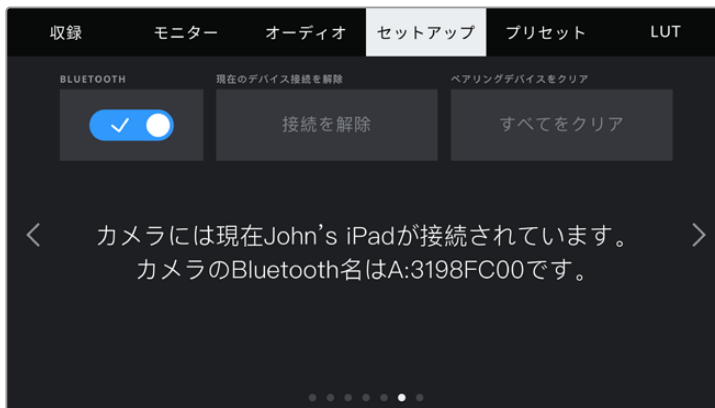 収録 モニター オーディオ セットアップ プリセット LUT
BLUETOOTH 現在のデバイス接続を解除 ペアリングデバイスをクリア
接続を解除 すべてをクリア
カメラには現在John's iPadが接続されています。
カメラのBluetooth名はA:3198FC00です。